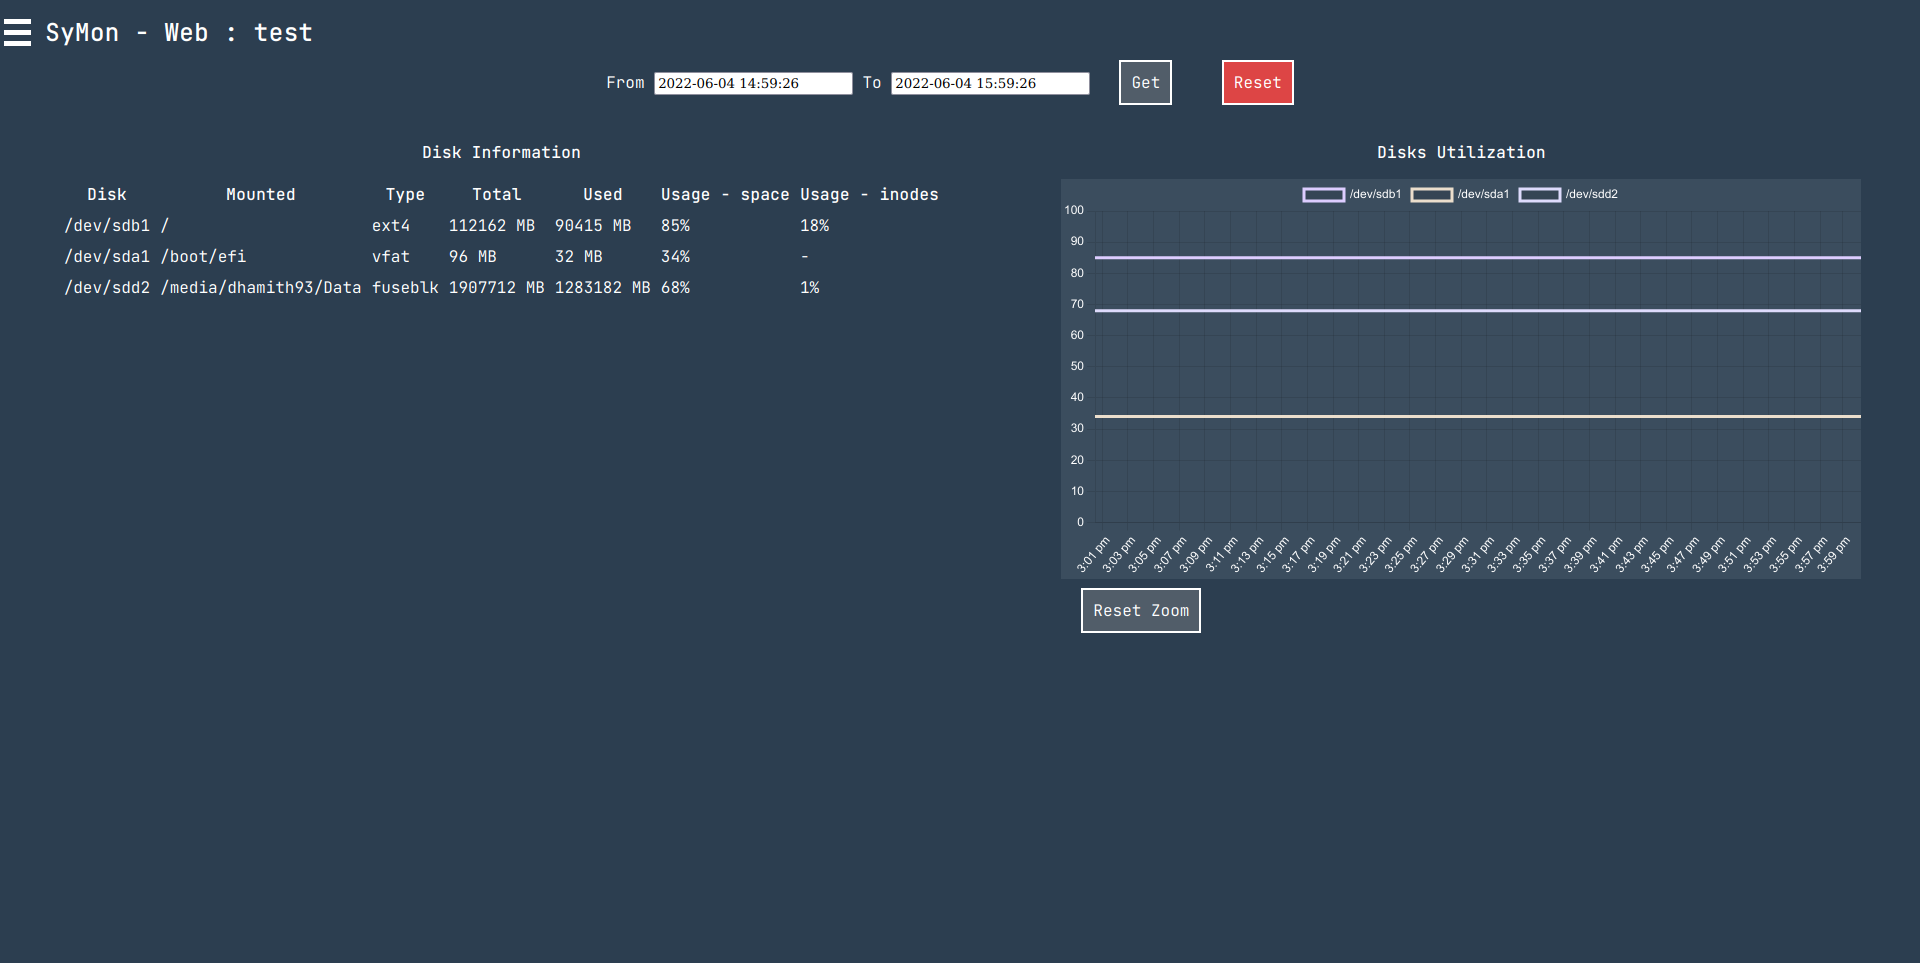 SyMon - Web : test
From 2022-06-04 14:59:26 To 2022-06-04 15:59:26 Get Reset
Disk Information
Disk Mounted Type Total Used Usage - space Usage - inodes
/dev/sdb1 / ext4 112162 MB 90415 MB 85% 18%
/dev/sda1 /boot/efi vfat 96 MB 32 MB 34% -
/dev/sdd2 /media/dhamith93/Data fuseblk 1907712 MB 1283182 MB 68% 1%
Disks Utilization
/dev/sdb1 /dev/sda1 /dev/sdd2
100
90
80
70
60
50
40
30
20
10
0
3:01 pm 3:03 pm 3:05 pm 3:07 pm 3:09 pm 3:11 pm 3:13 pm 3:15 pm 3:17 pm 3:19 pm 3:21 pm 3:23 pm 3:25 pm 3:27 pm 3:29 pm 3:31 pm 3:33 pm 3:35 pm 3:37 pm 3:39 pm 3:41 pm 3:43 pm 3:45 pm 3:47 pm 3:49 pm 3:51 pm 3:53 pm 3:55 pm 3:57 pm 3:59 pm
Reset Zoom